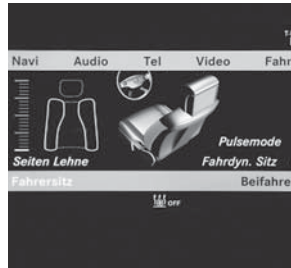 Navi Audio Tel Video Fahr
Pulsemode
Seiten Lehne Fahrdyn. Sitz
Fahrersitz Beifahre
OFF